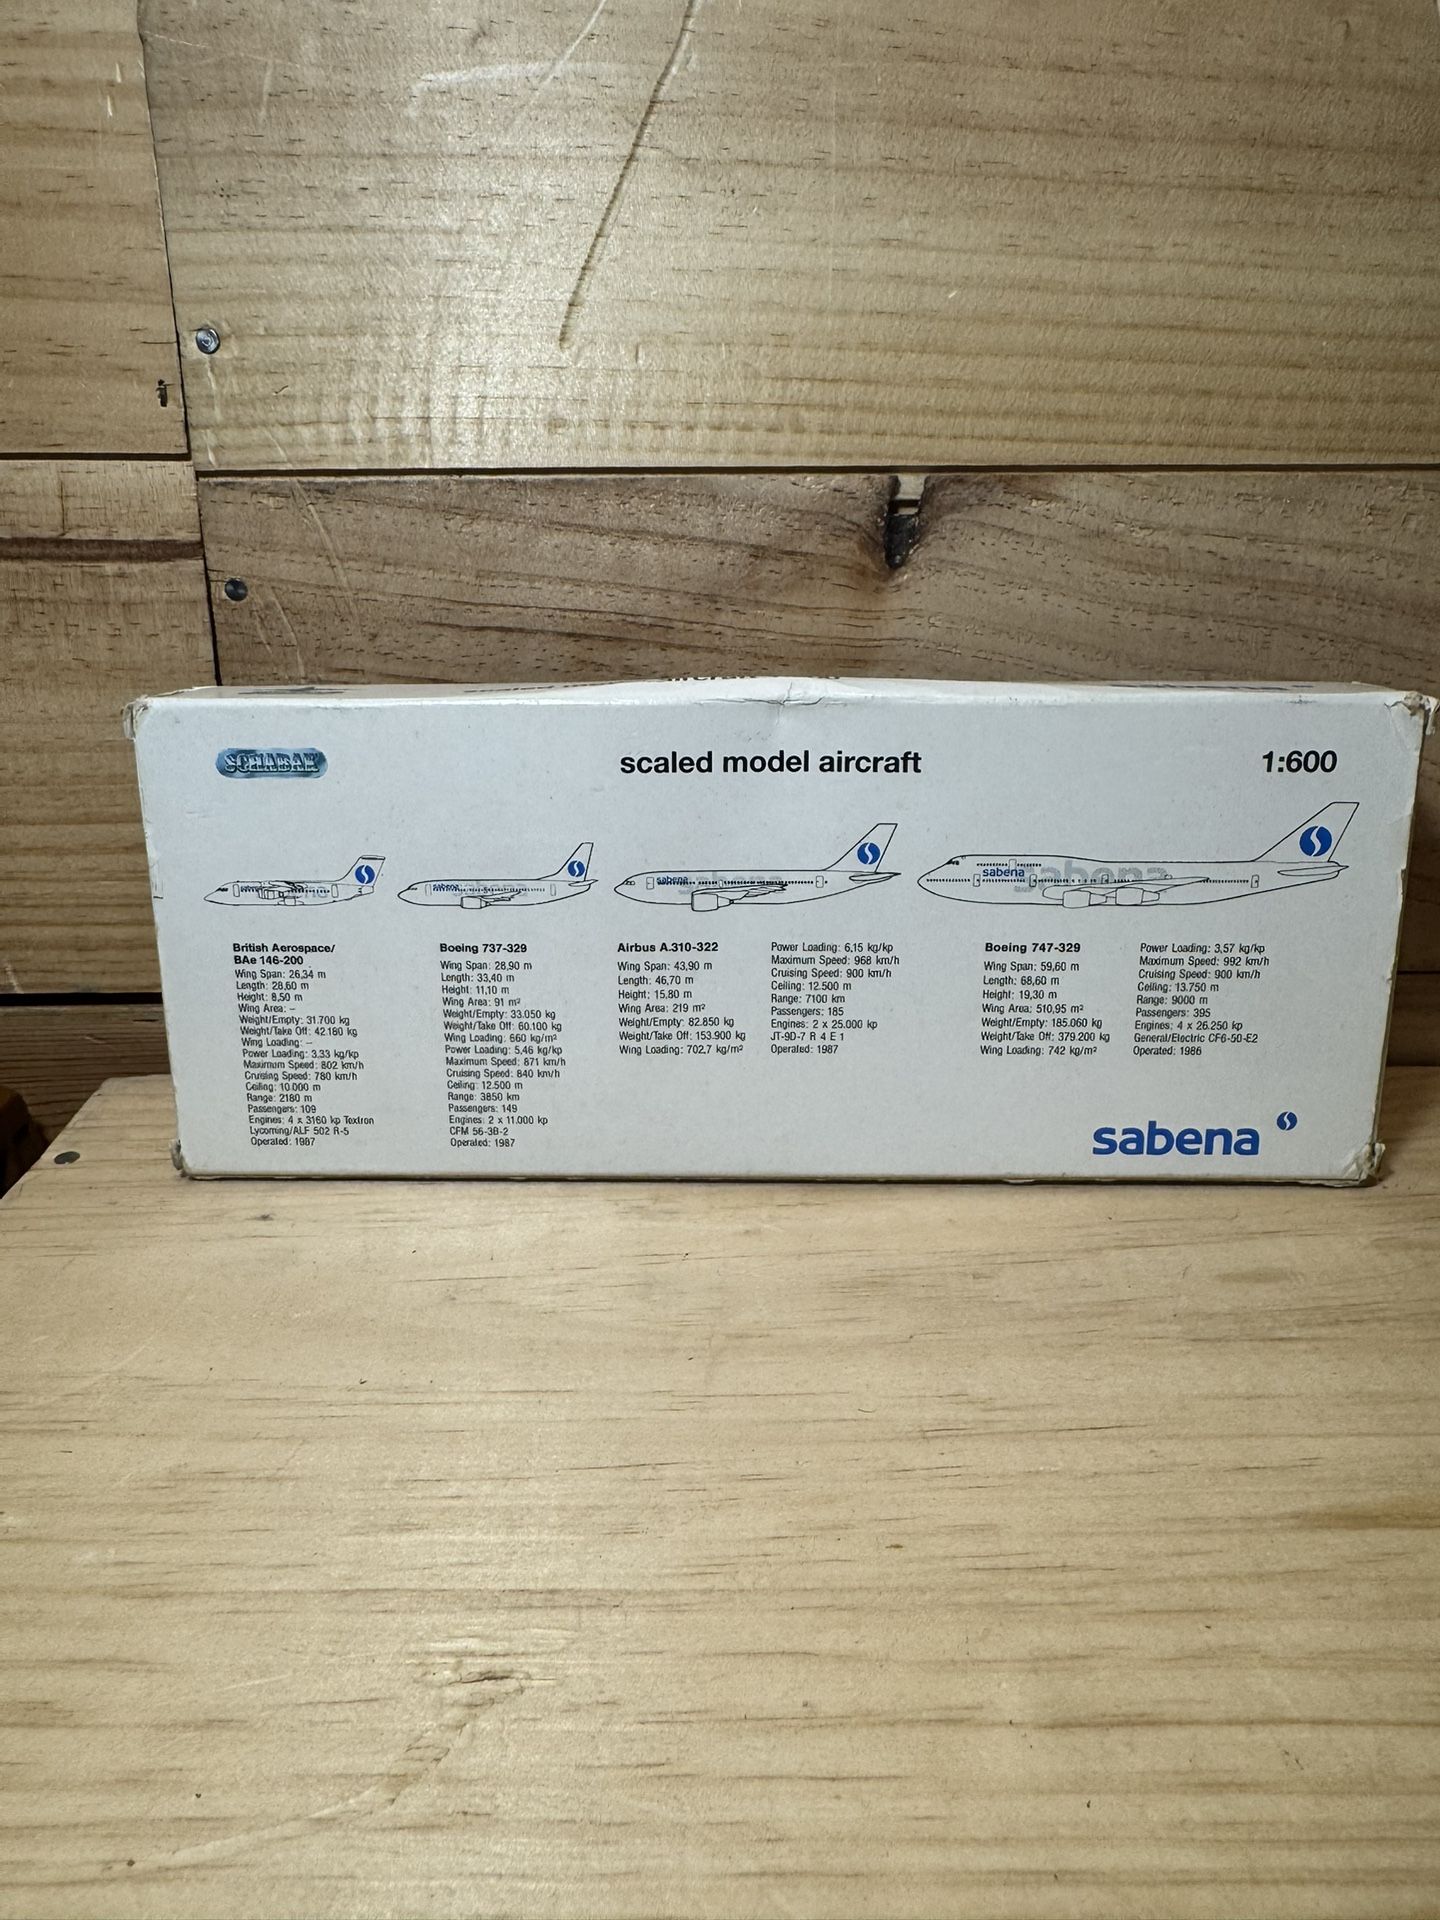 SCHABAK
scaled model aircraft
1:600
sabena
sabena
sabena
sabena
sabena
sabena
sabena
British Aerospace/
BAe 146-200
Wing Span: 26,34 m
Length: 28,60 m
Height: 8,50 m
Wing Area: –
Weight/Empty: 31.700 kg
Weight/Take Off: 42.180 kg
Wing Loading: –
Power Loading: 3,33 kg/kp
Maximum Speed: 802 km/h
Cruising Speed: 780 km/h
Ceiling: 10.000 m
Range: 2180 m
Passengers: 109
Engines: 4 x 3160 kp Textron
Lycoming/ALF 502 R-5
Operated: 1987
Boeing 737-329
Wing Span: 28,90 m
Length: 33,40 m
Height: 11,10 m
Wing Area: 91 m²
Weight/Empty: 33.050 kg
Weight/Take Off: 60.100 kg
Wing Loading: 660 kg/m²
Power Loading: 5,46 kg/kp
Maximum Speed: 871 km/h
Cruising Speed: 840 km/h
Ceiling: 12.500 m
Range: 3850 km
Passengers: 149
Engines: 2 x 11.000 kp
CFM 56-3B-2
Operated: 1987
Airbus A.310-322
Wing Span: 43,90 m
Length: 46,70 m
Height: 15,80 m
Wing Area: 219 m²
Weight/Empty: 82.850 kg
Weight/Take Off: 153.900 kg
Wing Loading: 702,7 kg/m²
Power Loading: 6,15 kg/kp
Maximum Speed: 968 km/h
Cruising Speed: 900 km/h
Ceiling: 12.500 m
Range: 7100 km
Passengers: 185
Engines: 2 x 25.000 kp
JT-9D-7 R 4 E 1
Operated: 1987
Boeing 747-329
Wing Span: 59,60 m
Length: 68,60 m
Height: 19,30 m
Wing Area: 510,95 m²
Weight/Empty: 185.060 kg
Weight/Take Off: 379.200 kg
Wing Loading: 742 kg/m²
Power Loading: 3,57 kg/kp
Maximum Speed: 992 km/h
Cruising Speed: 900 km/h
Ceiling: 13.750 m
Range: 9000 m
Passengers: 395
Engines: 4 x 26.250 kp
General/Electric CF6-50-E2
Operated: 1986
sabena